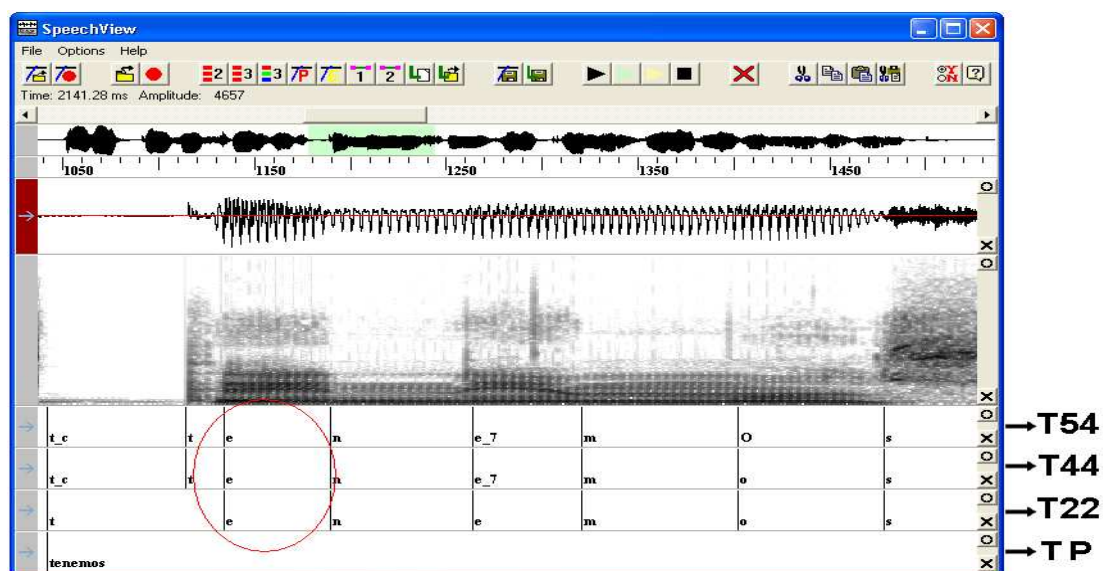 SpeechView
File Options Help
Time: 2141.28 ms Amplitude: 4657
1050 1150 1250 1350 1450
t_c t e n e_7 m O s →T54
t_c t e n e_7 m o s →T44
t e n e m o s →T22
tenemos →T P